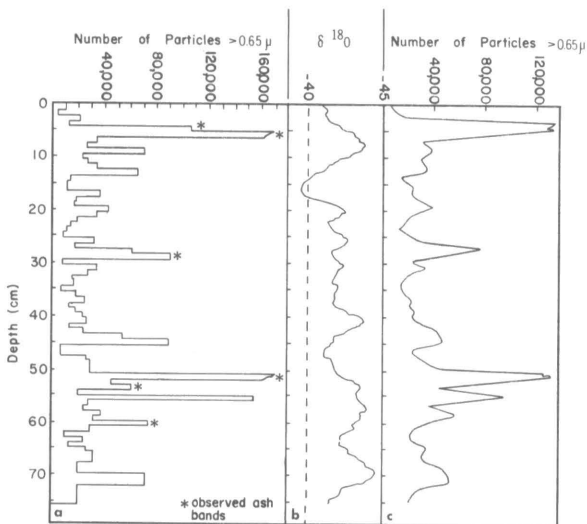 Number of Particles >0.65 μ
40,000
80,000
120,000
160,000
δ 18O
40
45
Number of Particles >0.65μ
40,000
80,000
120,000
Depth (cm)
0
10
20
30
40
50
60
70
*
*
*
*
*
*
* observed ash
bands
a
b
c